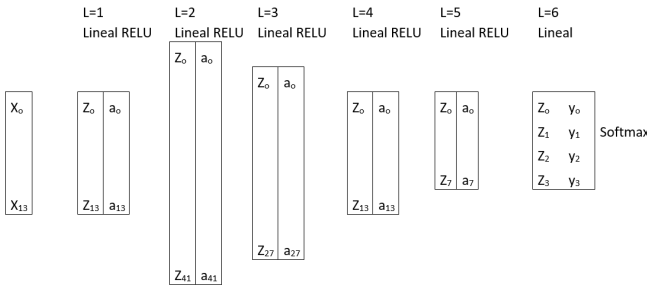 L=1 L=2 L=3 L=4 L=5 L=6
Lineal RELU Lineal RELU Lineal RELU Lineal RELU Lineal RELU Lineal
Zₒ aₒ
Zₒ aₒ
Xₒ Zₒ aₒ Zₒ aₒ Zₒ aₒ Zₒ yₒ
Z₁ y₁ Softmax
Z₂ y₂
Z₇ a₇ Z₃ y₃
X₁₃ Z₁₃ a₁₃ Z₁₃ a₁₃
Z₂₇ a₂₇
Z₄₁ a₄₁